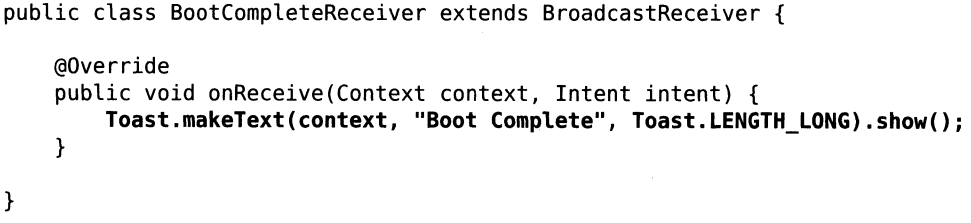 public class BootCompleteReceiver extends BroadcastReceiver {
    @Override
    public void onReceive(Context context, Intent intent) {
        Toast.makeText(context, "Boot Complete", Toast.LENGTH_LONG).show();
    }
}